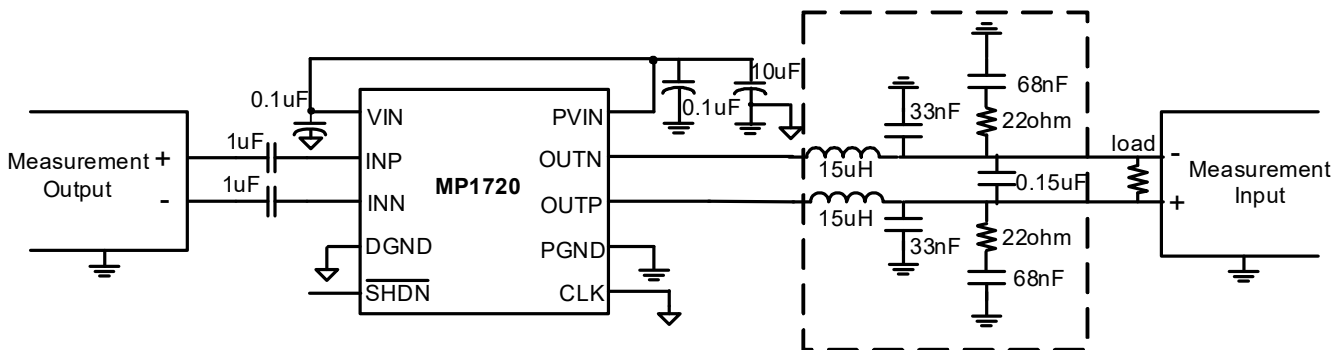 10uF
68nF
0.1uF
VIN
PVIN
0.1uF
33nF
22ohm
1uF
load
Measurement
Output
+
-
INP
OUTN
15uH
-
Measurement
Input
1uF
MP1720
0.15uF
INN
OUTP
15uH
+
33nF
22ohm
DGND
PGND
68nF
SHDN
CLK